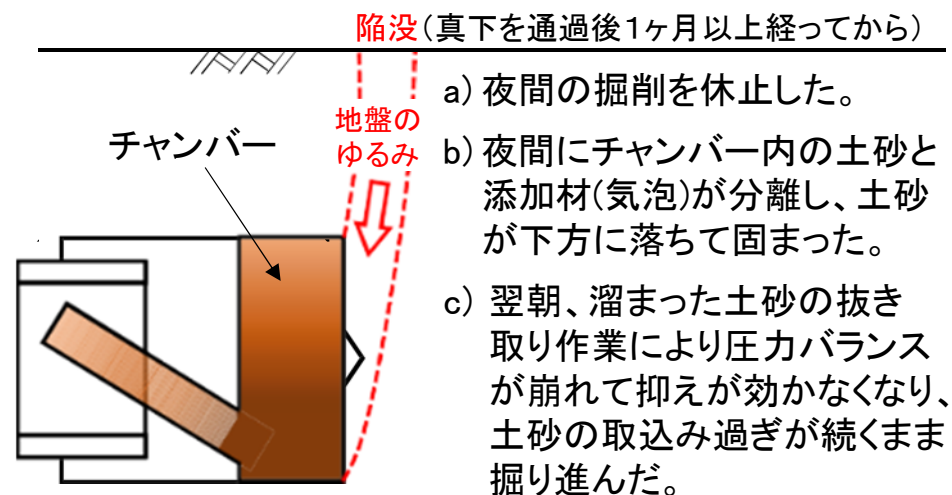 陥没(真下を通過後1ヶ月以上経ってから)
地盤の
ゆるみ
チャンバー
a) 夜間の掘削を休止した。
b) 夜間にチャンバー内の土砂と
添加材(気泡)が分離し、土砂
が下方に落ちて固まった。
c) 翌朝、溜まった土砂の抜き
取り作業により圧力バランス
が崩れて抑えが効かなくなり、
土砂の取込み過ぎが続くまま
掘り進んだ。